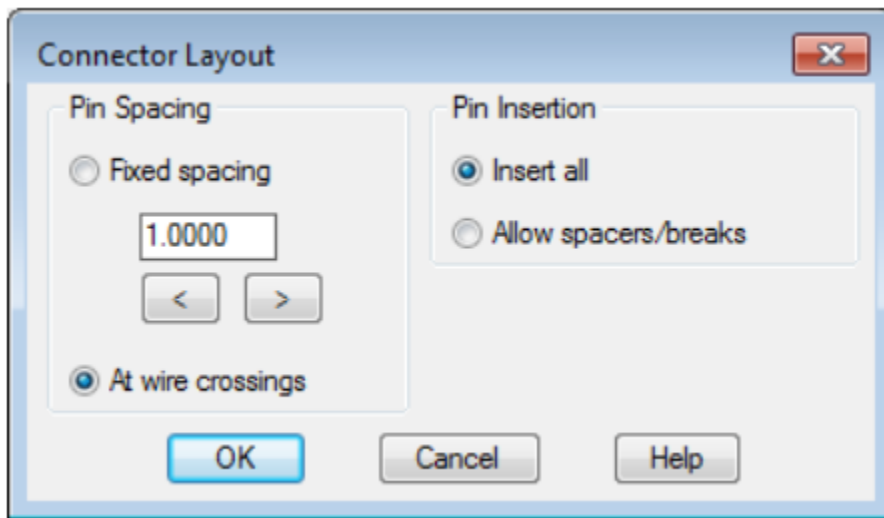 Connector Layout
Pin Spacing
Fixed spacing
1.0000
< >
At wire crossings
Pin Insertion
Insert all
Allow spacers/breaks
OK Cancel Help